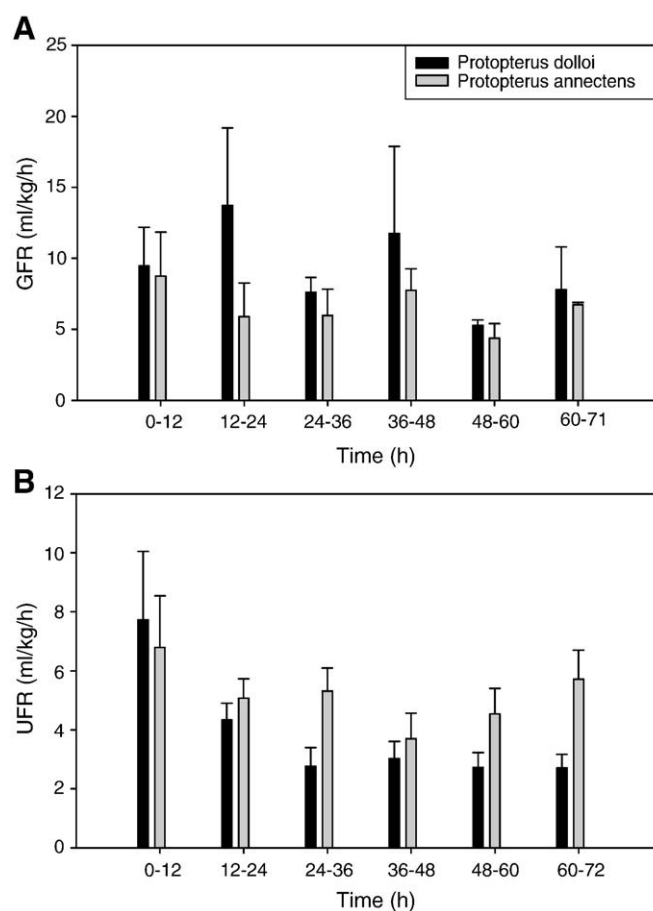 A
25
20
15
10
5
0
GFR (ml/kg/h)
Protopterus dolloi
Protopterus annectens
0-12 12-24 24-36 36-48 48-60 60-71
Time (h)
B
12
10
8
6
4
2
0
UFR (ml/kg/h)
0-12 12-24 24-36 36-48 48-60 60-72
Time (h)